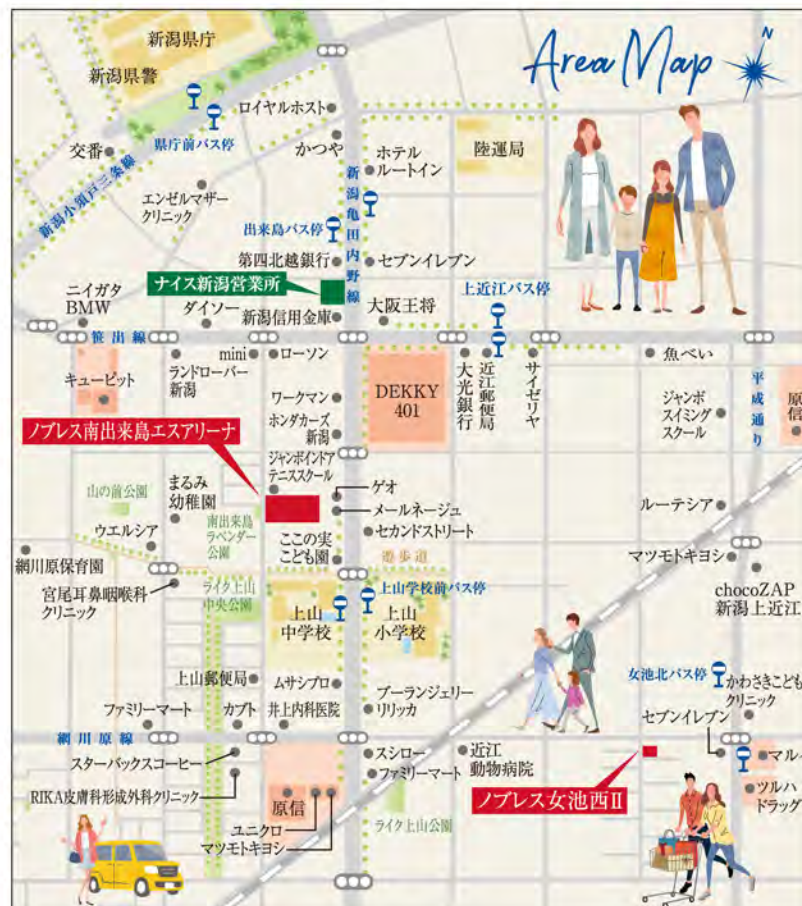 Area Map
N
新潟県庁
新潟県警
ロイヤルホスト
県庁前バス停
交番
かつや
ホテル
ルートイン
陸運局
新潟小須戸三条線
エンゼルマザー
クリニック
新潟亀田内野線
出来島バス停
第四北越銀行
セブンイレブン
ナイス新潟営業所
上近江バス停
ニイガタ
BMW
ダイソー
新潟信用金庫
大阪王将
笹出線
mini
ローソン
ランドローバー
新潟
キューピット
DEKKY
401
大光銀行
近江郵便局
サイゼリヤ
魚べい
平成通り
原信
ワークマン
ホンダカーズ
新潟
ジャンボ
スイミング
スクール
ノブレス南出来島エスアリーナ
ジャンボインドア
テニススクール
ゲオ
メールネージュ
山の前公園
まるみ
幼稚園
南出来島
ラベンダー
公園
ルーテシア
ウエルシア
ここの実
こども園
セカンドストリート
遊歩道
マツモトキヨシ
網川原保育園
宮尾耳鼻咽喉科
クリニック
ライク上山
中央公園
上山学校前バス停
chocoZAP
新潟上近江
上山
中学校
上山
小学校
上山郵便局
ムサシプロ
女池北バス停
かわさきこども
クリニック
ファミリーマート
カブト
井上内科医院
ブーランジェリー
リリッカ
セブンイレブン
網川原線
スターバックスコーヒー
スシロー
近江
動物病院
マルイ
ファミリーマート
RIKA皮膚科形成外科クリニック
原信
ノブレス女池西Ⅱ
ツルハ
ドラッグ
ユニクロ
マツモトキヨシ
ライク上山公園